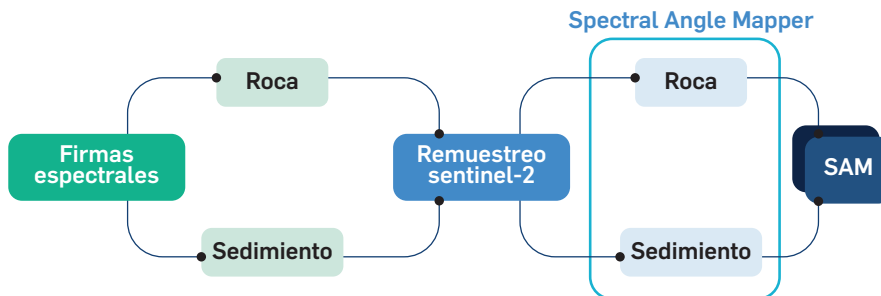 Spectral Angle Mapper
Roca
Roca
Firmas
espectrales
Remuestreo
sentinel-2
SAM
Sedimiento
Sedimiento